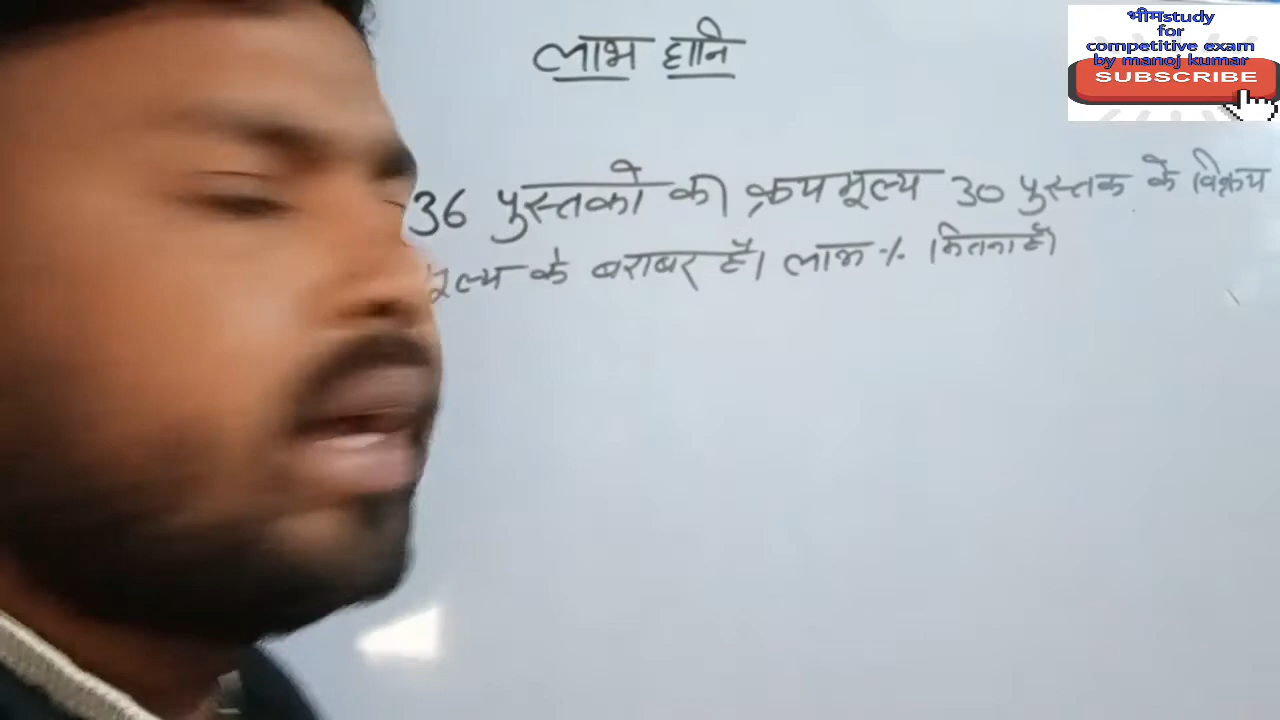 लाभ हानि
36 पुस्तको की क्रयमूल्य 30 पुस्तक के विक्रय
मूल्य के बराबर है। लाभ % कितना है।
भीमstudy
for
competitive exam
by manoj kumar
SUBSCRIBE